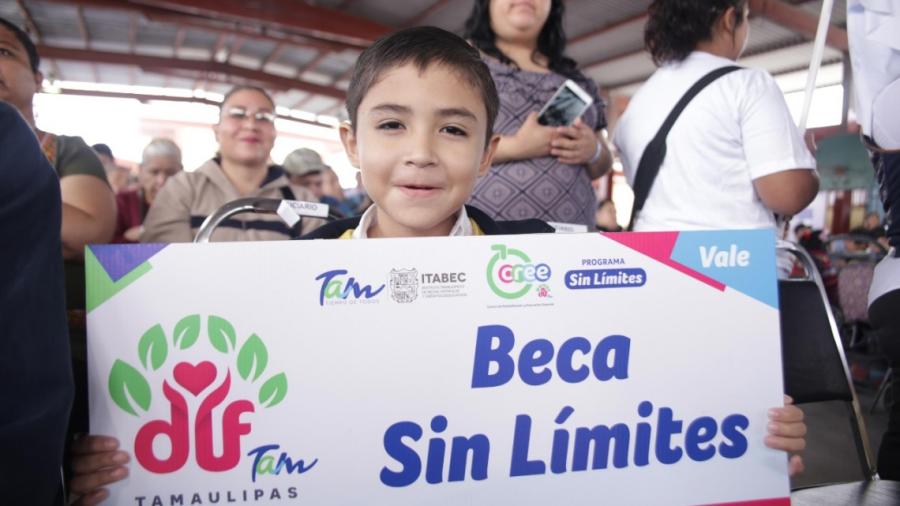 Vale
Tam
TIEMPO DE TODOS
ITABEC
Cree
PROGRAMA
Sin Límites
Beca
Sin Límites
dif
Tam
TAMAULIPAS